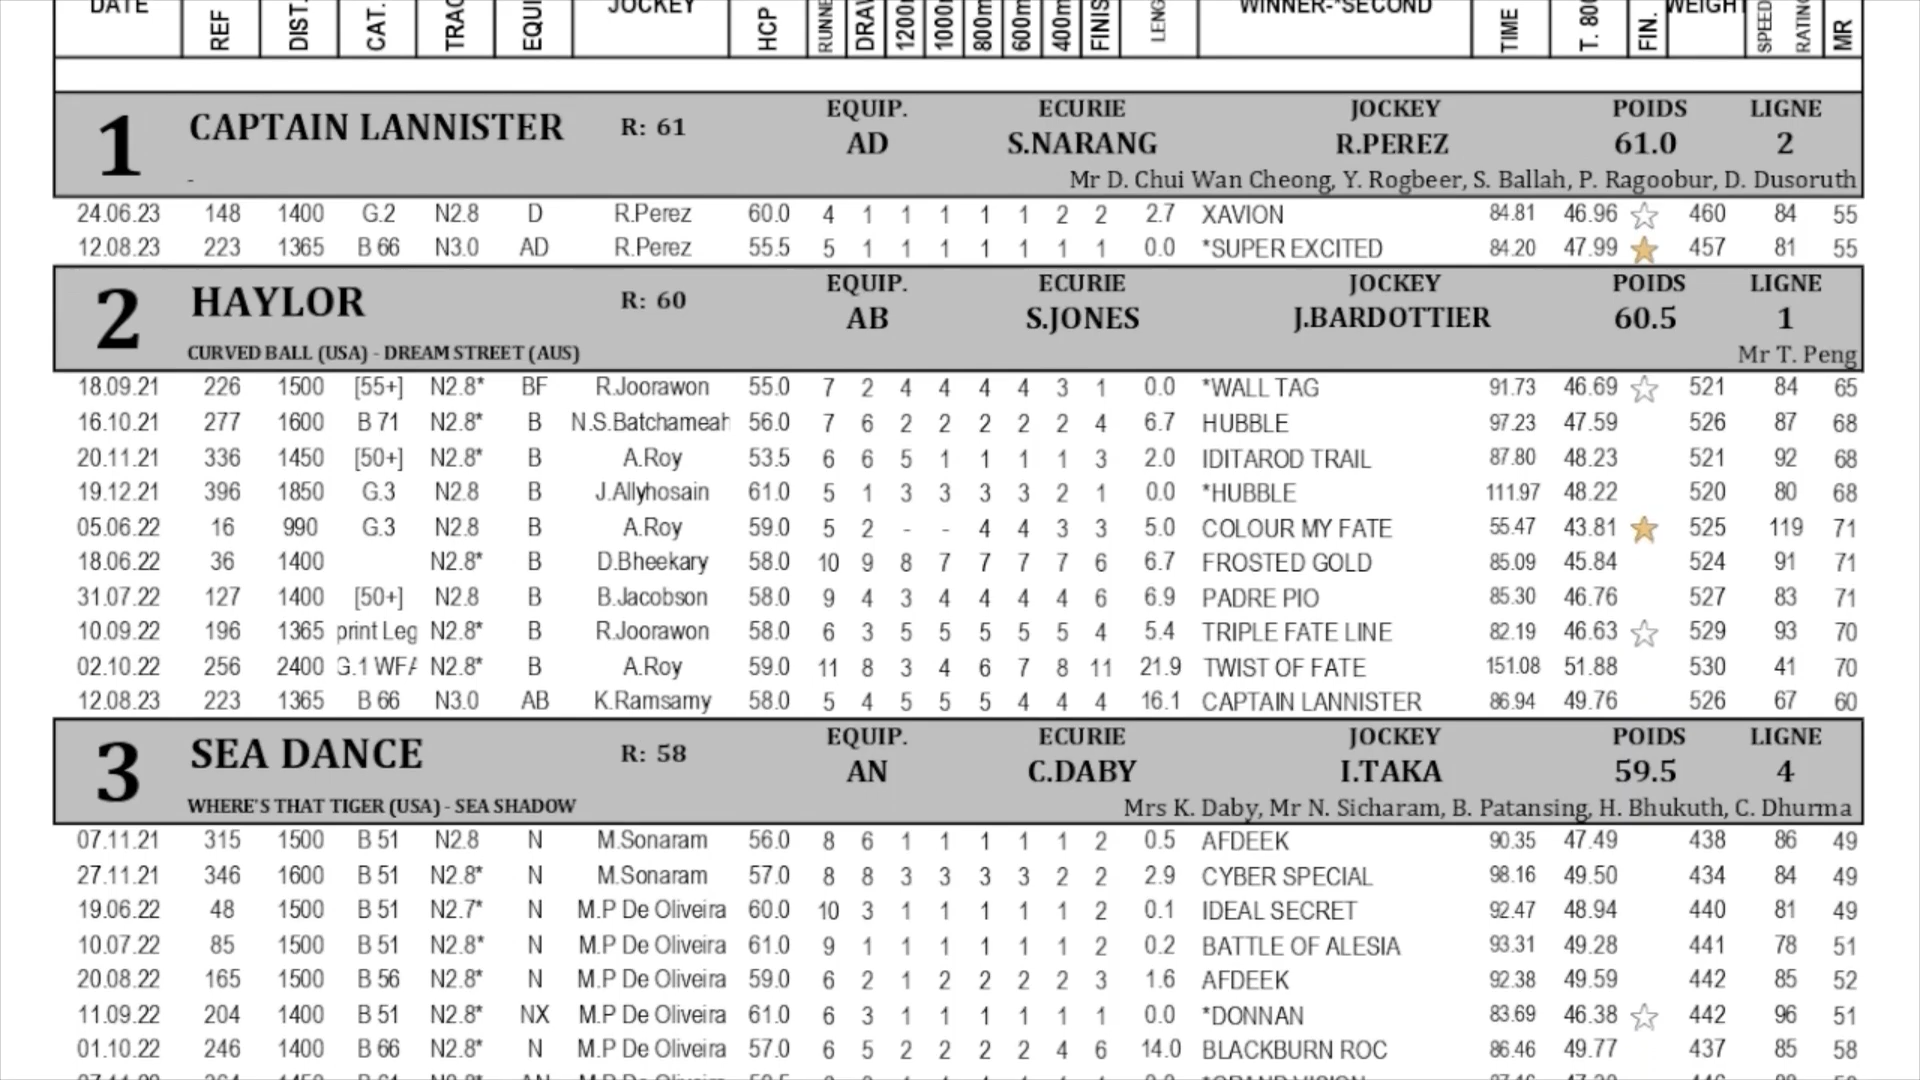 DATE REF DIST. CAT. TRAC EQUI JOCKEY HCP RUNNE DRAW 1200m 1000m 800m 600m 400m FINIS LENG WINNER-*SECOND TIME T. 800 FIN. WEIGHT SPEED RATING MR
1 CAPTAIN LANNISTER R: 61 EQUIP. ECURIE JOCKEY POIDS LIGNE
AD S.NARANG R.PEREZ 61.0 2
- Mr D. Chui Wan Cheong, Y. Rogbeer, S. Ballah, P. Ragoobur, D. Dusoruth
24.06.23 148 1400 G.2 N2.8 D R.Perez 60.0 4 1 1 1 1 1 2 2 2.7 XAVION 84.81 46.96 ☆ 460 84 55
12.08.23 223 1365 B 66 N3.0 AD R.Perez 55.5 5 1 1 1 1 1 1 1 0.0 *SUPER EXCITED 84.20 47.99 ★ 457 81 55
2 HAYLOR R: 60 EQUIP. ECURIE JOCKEY POIDS LIGNE
AB S.JONES J.BARDOTTIER 60.5 1
CURVED BALL (USA) - DREAM STREET (AUS) Mr T. Peng
18.09.21 226 1500 [55+] N2.8* BF R.Joorawon 55.0 7 2 4 4 4 4 3 1 0.0 *WALL TAG 91.73 46.69 ☆ 521 84 65
16.10.21 277 1600 B 71 N2.8* B N.S.Batchameah 56.0 7 6 2 2 2 2 2 4 6.7 HUBBLE 97.23 47.59 526 87 68
20.11.21 336 1450 [50+] N2.8* B A.Roy 53.5 6 6 5 1 1 1 1 3 2.0 IDITAROD TRAIL 87.80 48.23 521 92 68
19.12.21 396 1850 G.3 N2.8 B J.Allyhosain 61.0 5 1 3 3 3 3 2 1 0.0 *HUBBLE 111.97 48.22 520 80 68
05.06.22 16 990 G.3 N2.8 B A.Roy 59.0 5 2 - - 4 4 3 3 5.0 COLOUR MY FATE 55.47 43.81 ★ 525 119 71
18.06.22 36 1400 N2.8* B D.Bheekary 58.0 10 9 8 7 7 7 7 6 6.7 FROSTED GOLD 85.09 45.84 524 91 71
31.07.22 127 1400 [50+] N2.8 B B.Jacobson 58.0 9 4 3 4 4 4 4 6 6.9 PADRE PIO 85.30 46.76 527 83 71
10.09.22 196 1365 print Leg N2.8* B R.Joorawon 58.0 6 3 5 5 5 5 5 4 5.4 TRIPLE FATE LINE 82.19 46.63 ☆ 529 93 70
02.10.22 256 2400 G.1 WFA N2.8* B A.Roy 59.0 11 8 3 4 6 7 8 11 21.9 TWIST OF FATE 151.08 51.88 530 41 70
12.08.23 223 1365 B 66 N3.0 AB K.Ramsamy 58.0 5 4 5 5 5 4 4 4 16.1 CAPTAIN LANNISTER 86.94 49.76 526 67 60
3 SEA DANCE R: 58 EQUIP. ECURIE JOCKEY POIDS LIGNE
AN C.DABY I.TAKA 59.5 4
WHERE'S THAT TIGER (USA) - SEA SHADOW Mrs K. Daby, Mr N. Sicharam, B. Patansing, H. Bhukuth, C. Dhurma
07.11.21 315 1500 B 51 N2.8 N M.Sonaram 56.0 8 6 1 1 1 1 1 2 0.5 AFDEEK 90.35 47.49 438 86 49
27.11.21 346 1600 B 51 N2.8* N M.Sonaram 57.0 8 8 3 3 3 3 2 2 2.9 CYBER SPECIAL 98.16 49.50 434 84 49
19.06.22 48 1500 B 51 N2.7* N M.P De Oliveira 60.0 10 3 1 1 1 1 1 2 0.1 IDEAL SECRET 92.47 48.94 440 81 49
10.07.22 85 1500 B 51 N2.8* N M.P De Oliveira 61.0 9 1 1 1 1 1 1 2 0.2 BATTLE OF ALESIA 93.31 49.28 441 78 51
20.08.22 165 1500 B 56 N2.8* N M.P De Oliveira 59.0 6 2 1 2 2 2 2 3 1.6 AFDEEK 92.38 49.59 442 85 52
11.09.22 204 1400 B 51 N2.8* NX M.P De Oliveira 61.0 6 3 1 1 1 1 1 1 0.0 *DONNAN 83.69 46.38 ☆ 442 96 51
01.10.22 246 1400 B 66 N2.8* N M.P De Oliveira 57.0 6 5 2 2 2 2 4 6 14.0 BLACKBURN ROC 86.46 49.77 437 85 58